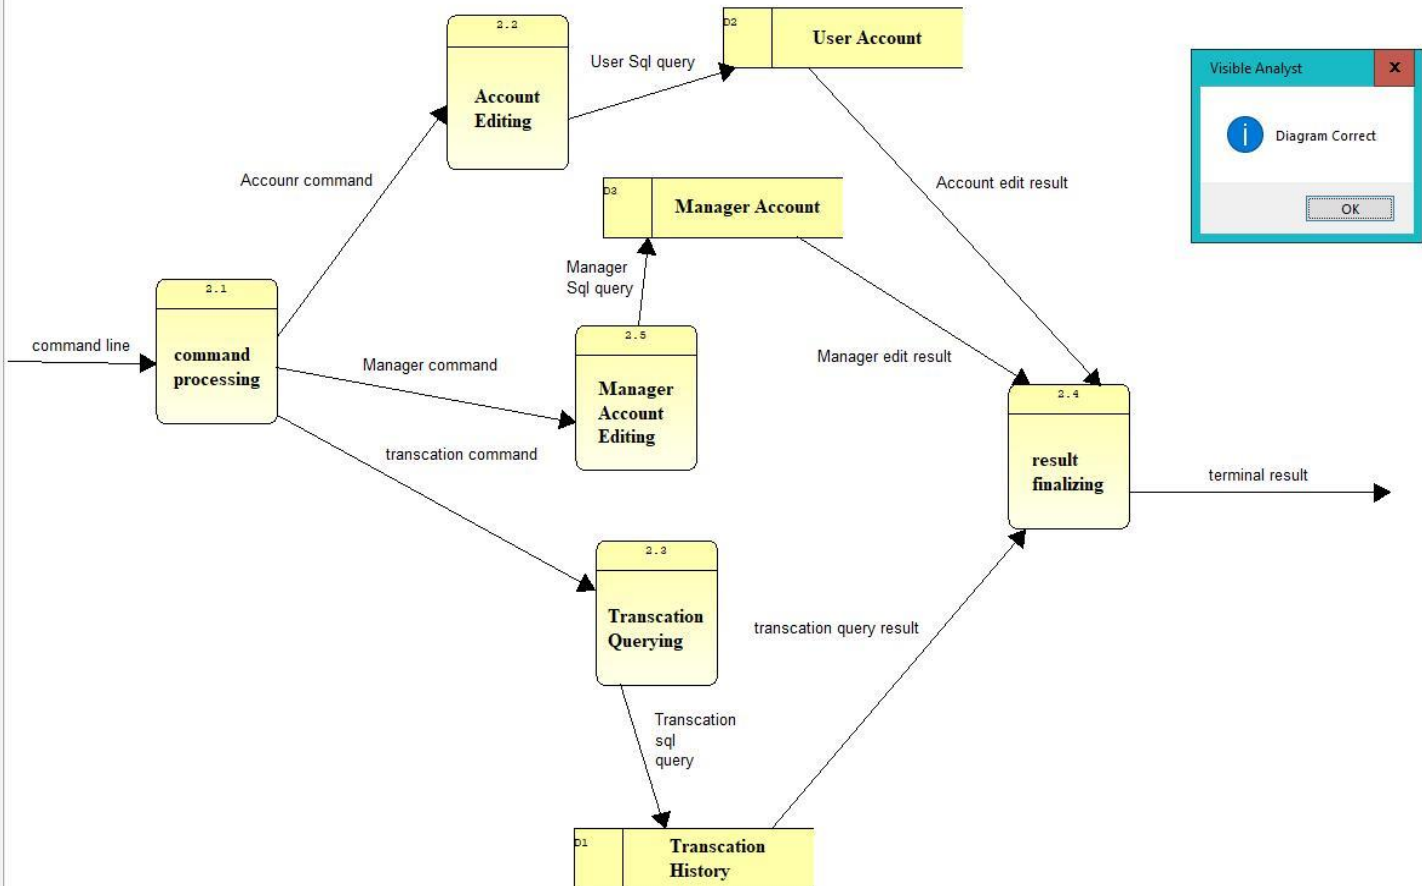 2.2
Account
Editing
User Sql query
D2
User Account
Visible Analyst
X
i
Diagram Correct
OK
Accounr command
D3
Manager Account
Account edit result
Manager
Sql query
2.1
command line
command
processing
Manager command
2.5
Manager
Account
Editing
Manager edit result
transcation command
2.4
result
finalizing
terminal result
2.3
Transcation
Querying
transcation query result
Transcation
sql
query
D1
Transcation
History